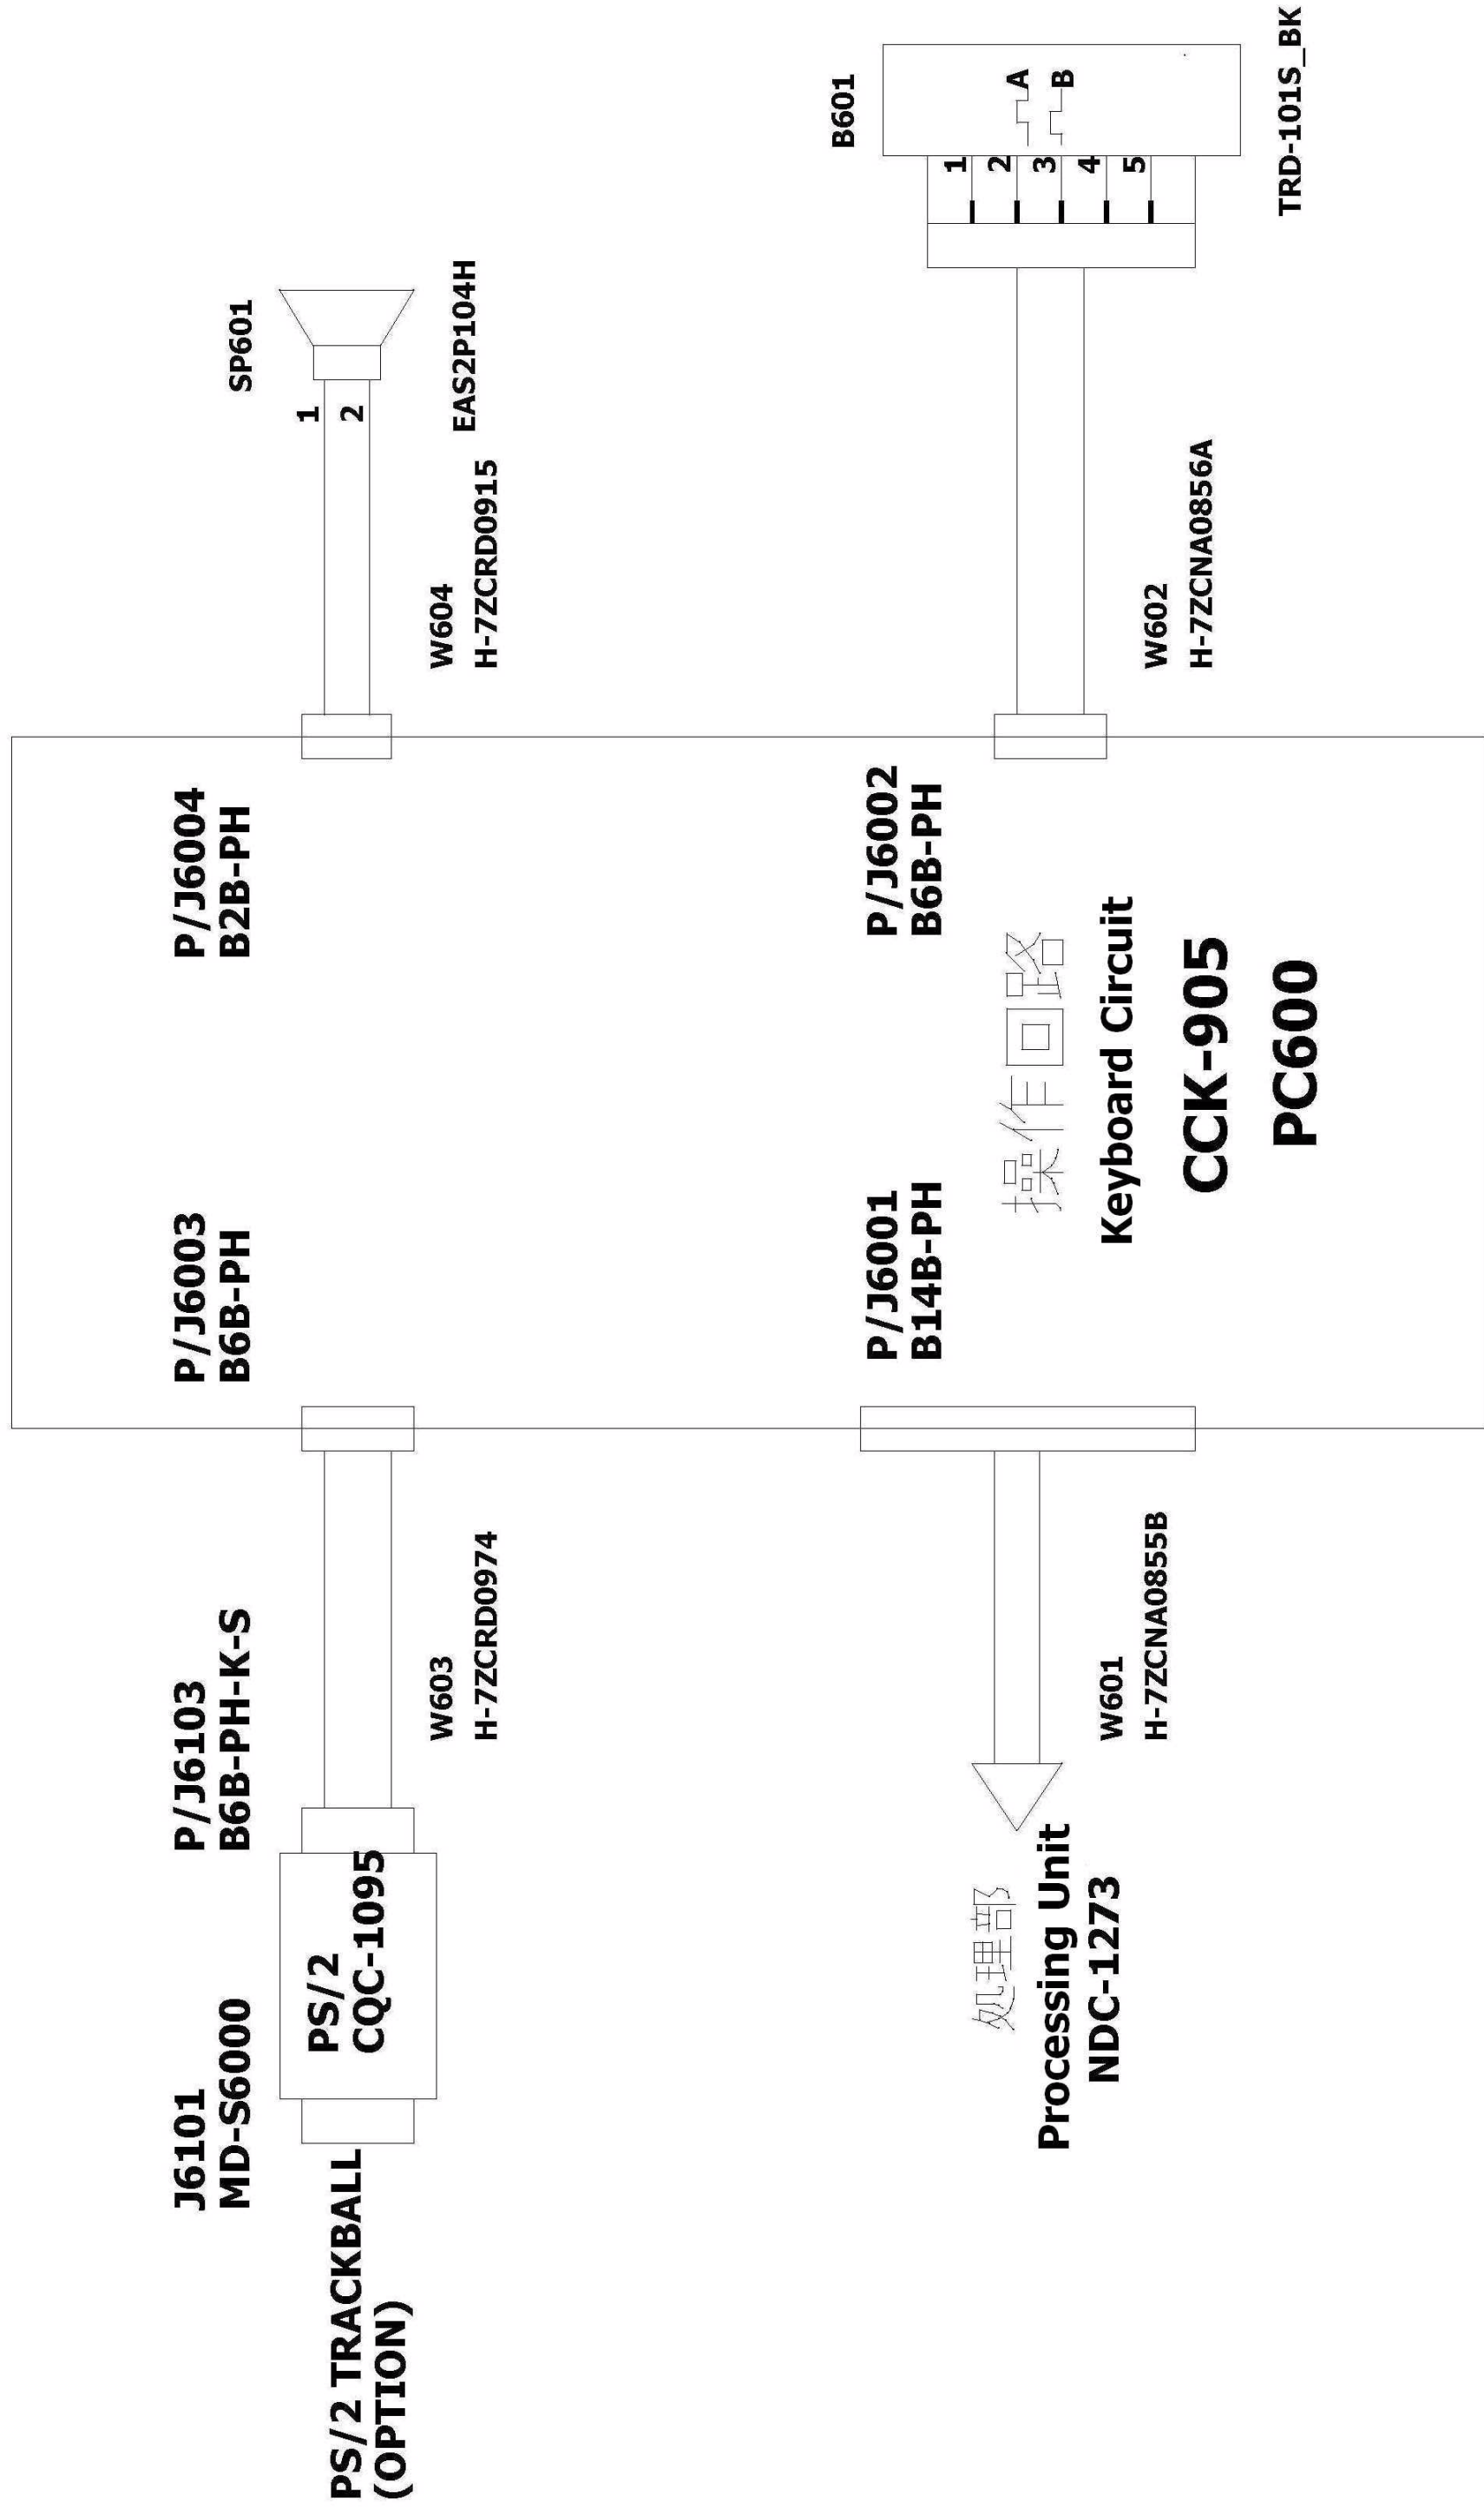 J6101
MD-S6000
P/J6103
B6B-PH-K-S
P/J6003
B6B-PH
P/J6004
B2B-PH
SP601
1
2
EAS2P104H
PS/2 TRACKBALL
(OPTION)
PS/2
CQC-1095
W603
H-7ZCRD0974
W604
H-7ZCRD0915
P/J6001
B14B-PH
P/J6002
B6B-PH
B601
1
2
3
4
5
A
B
TRD-101S_BK
処理部
Processing Unit
NDC-1273
W601
H-7ZCNA0855B
操作回路
Keyboard Circuit
CCK-905
PC600
W602
H-7ZCNA0856A